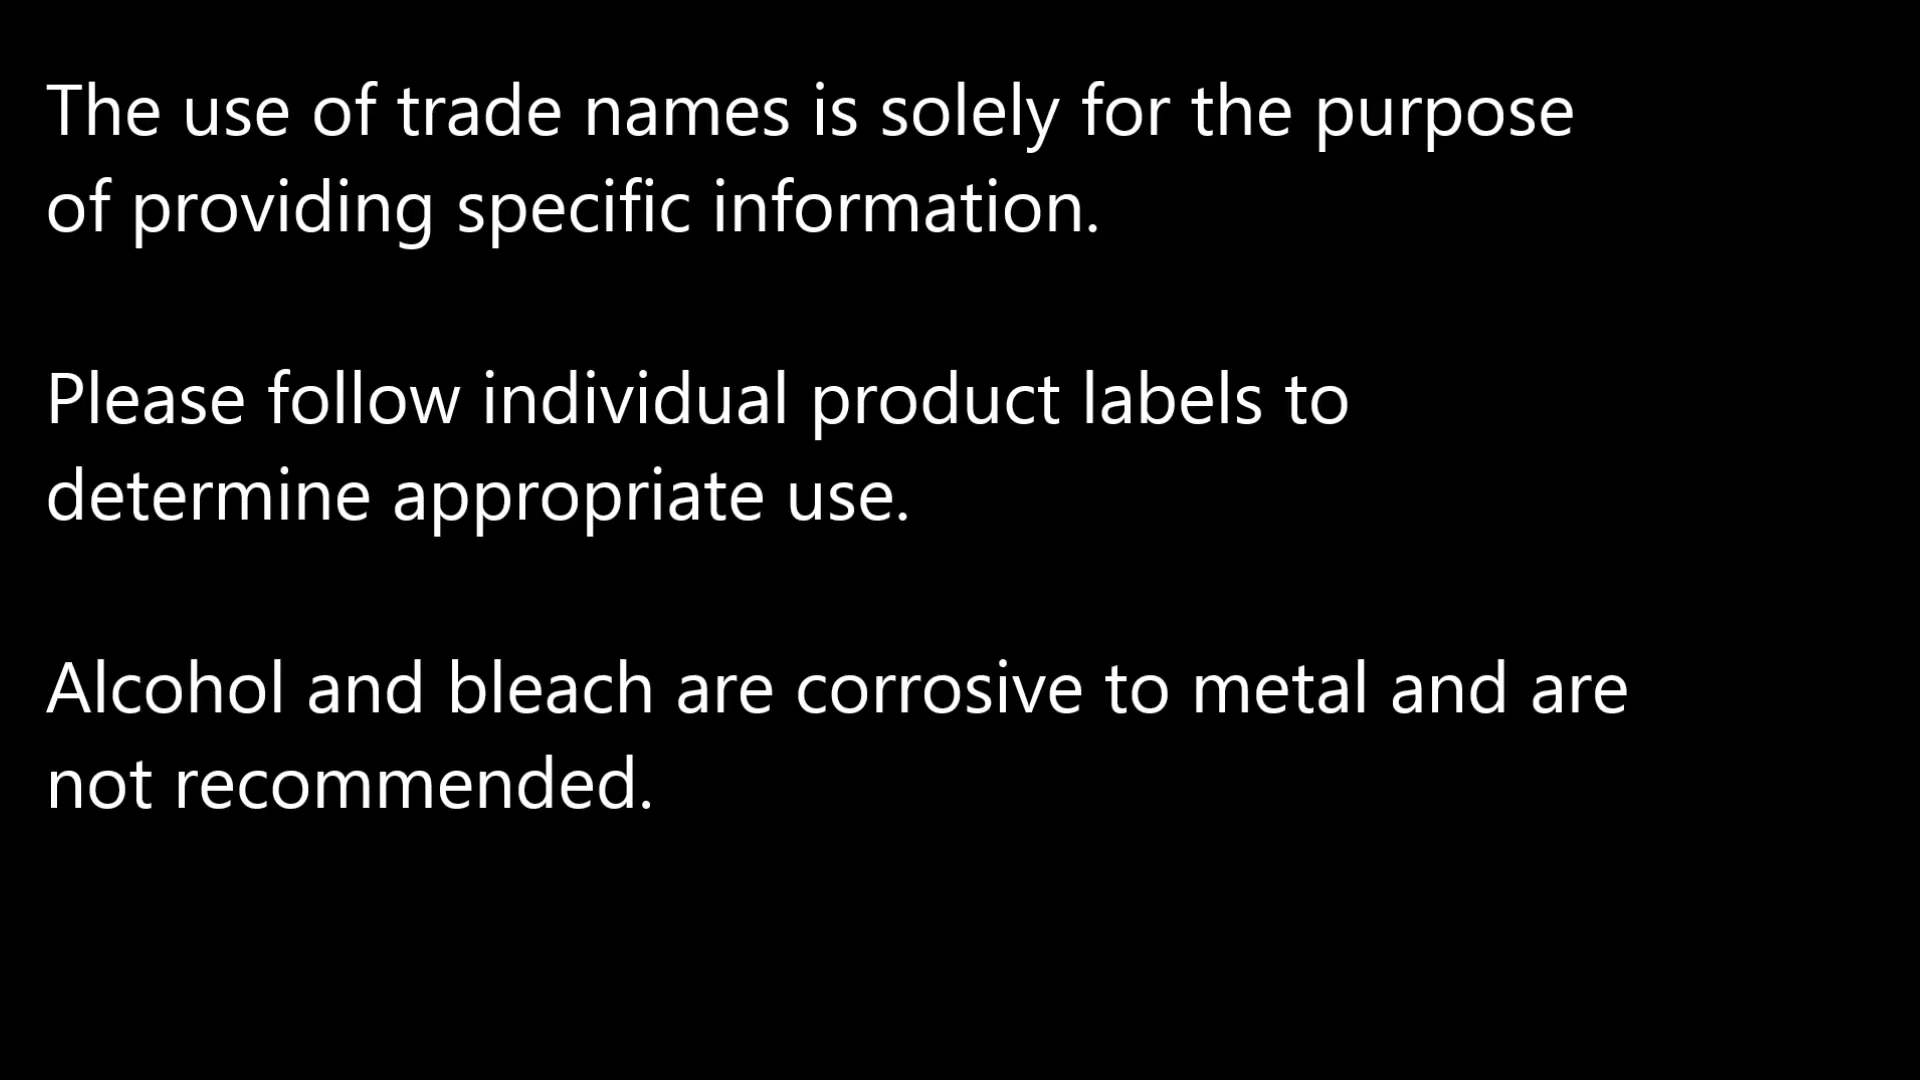 The use of trade names is solely for the purpose
of providing specific information.
Please follow individual product labels to
determine appropriate use.
Alcohol and bleach are corrosive to metal and are
not recommended.